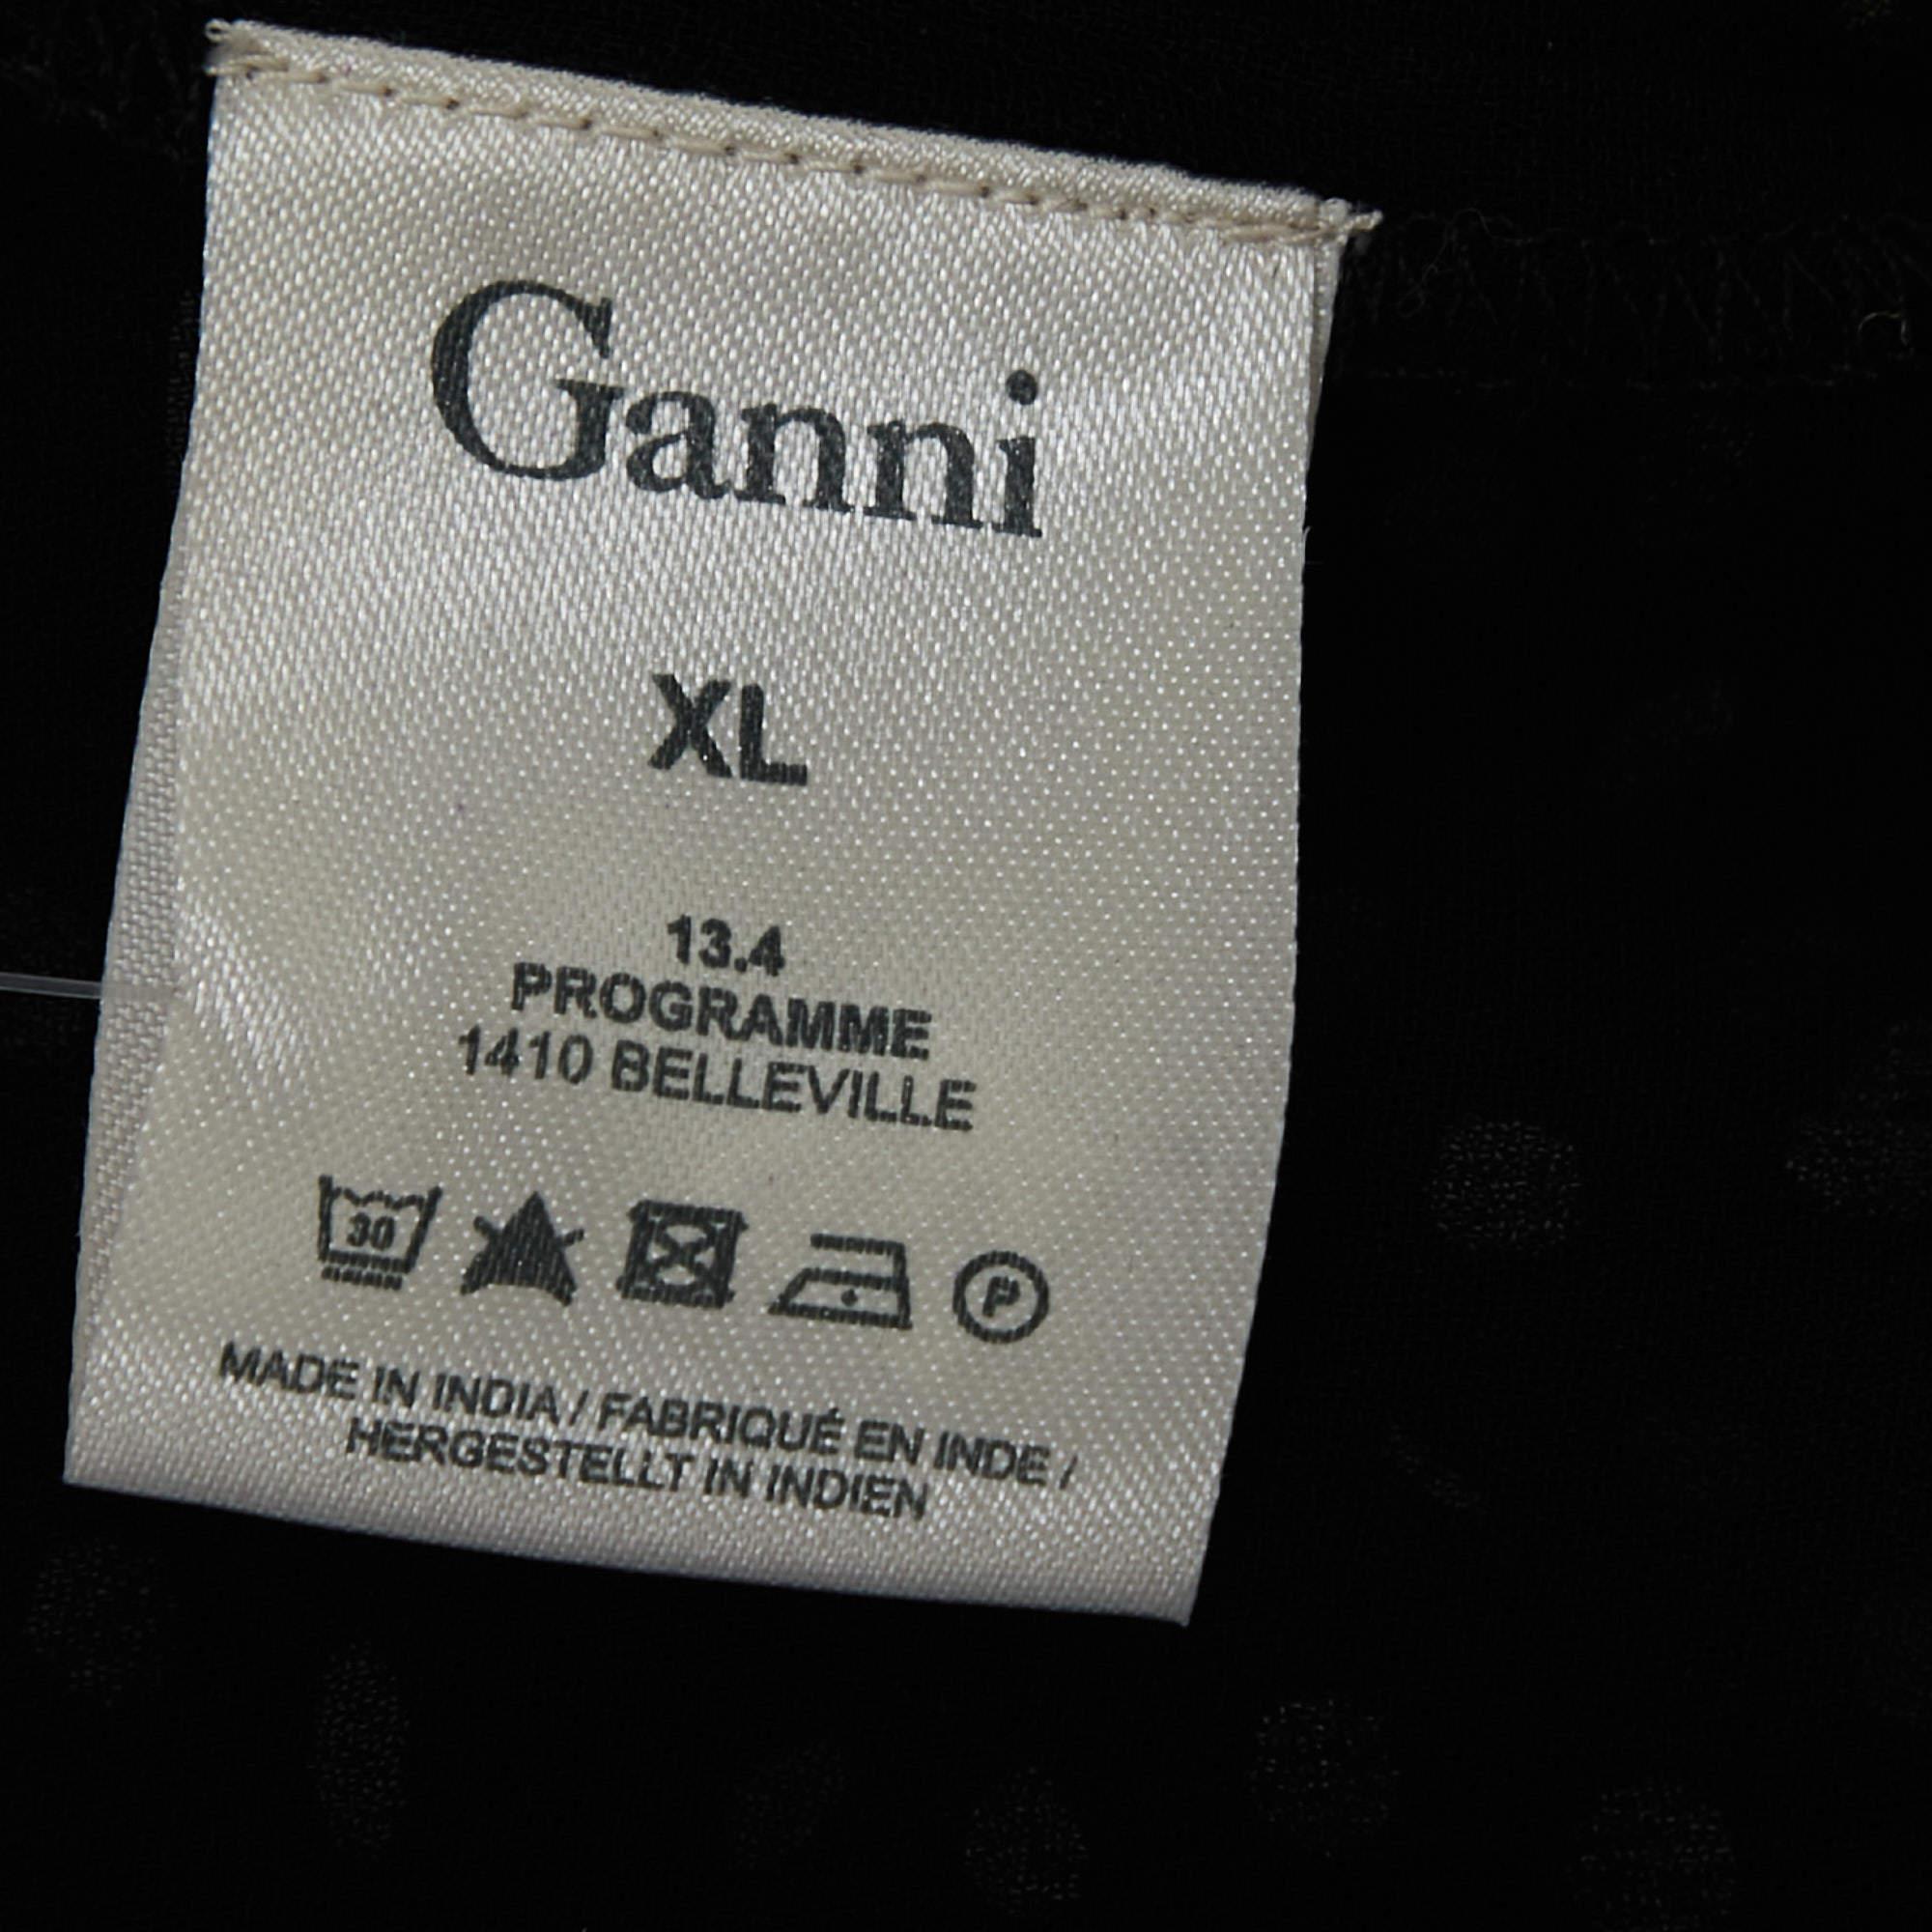 Ganni
XL
13.4
PROGRAMME
1410 BELLEVILLE
30
P
MADE IN INDIA / FABRIQUÉ EN INDE /
HERGESTELLT IN INDIEN